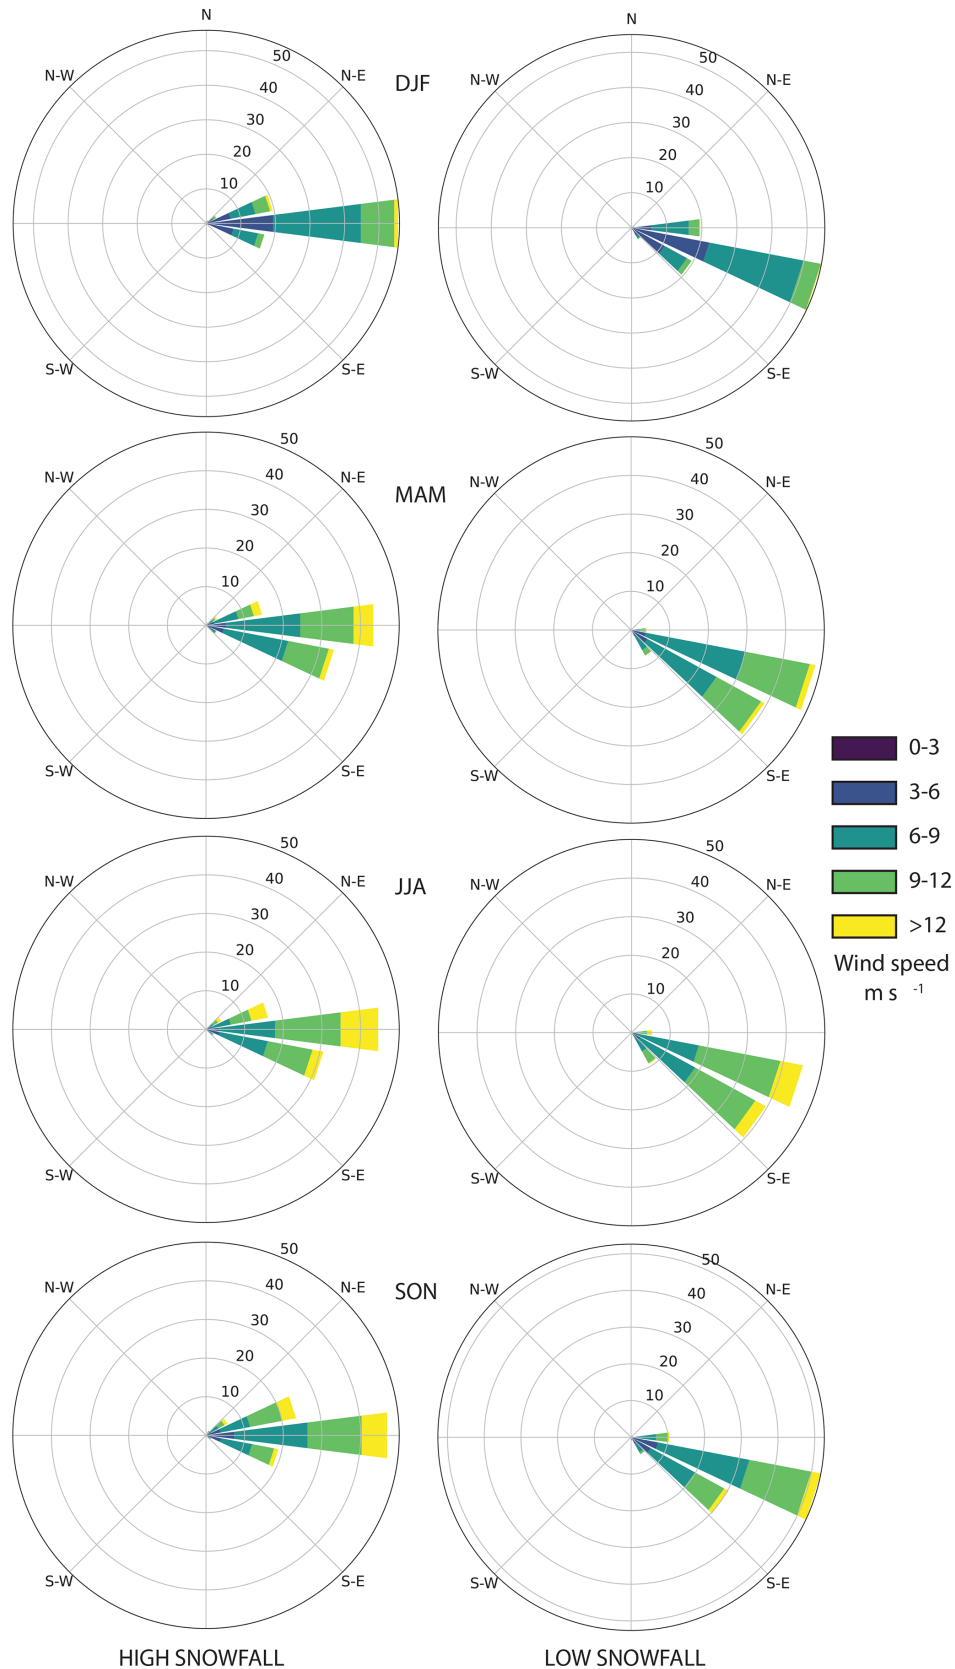 N
50
N-W
N-E
40
30
20
10
S-W
S-E
DJF
N
50
N-W
N-E
40
30
20
10
S-W
S-E
50
N-W
N-E
40
30
20
10
S-W
S-E
MAM
50
N-W
N-E
40
30
20
10
S-W
S-E
50
N-W
N-E
40
30
20
10
S-W
S-E
JJA
50
N-W
N-E
40
30
20
10
S-W
S-E
50
N-W
N-E
40
30
20
10
S-W
S-E
SON
50
N-W
N-E
40
30
20
10
S-W
S-E
0-3
3-6
6-9
9-12
>12
Wind speed
m s -1
HIGH SNOWFALL
LOW SNOWFALL